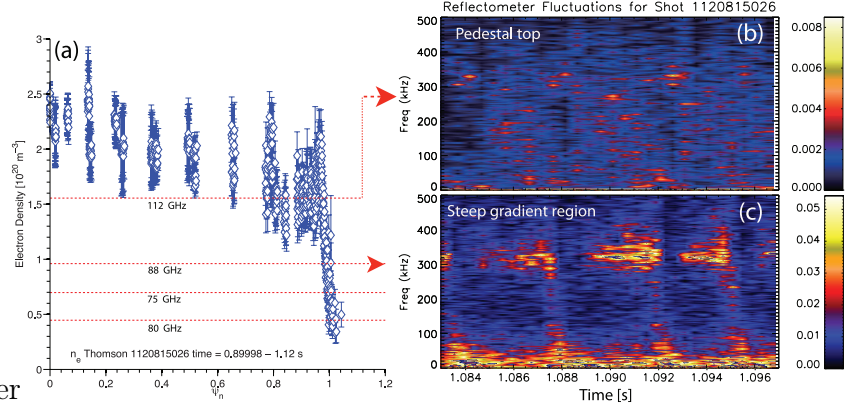 Reflectometer Fluctuations for Shot 1120815026
(a)
3
2.5
2
1.5
1
0.5
0
Electron Density [10^20 m^-3]
112 GHz
88 GHz
75 GHz
80 GHz
n_e Thomson 1120815026 time = 0.89998 - 1.12 s
0 0.2 0.4 0.6 0.8 1 1.2
ψ_n
er
Pedestal top
(b)
500
400
300
200
100
0
Freq (kHz)
0.008
0.006
0.004
0.002
0.000
Steep gradient region
(c)
500
400
300
200
100
0
Freq (kHz)
0.05
0.04
0.03
0.02
0.01
0.00
1.084 1.086 1.088 1.090 1.092 1.094 1.096
Time [s]